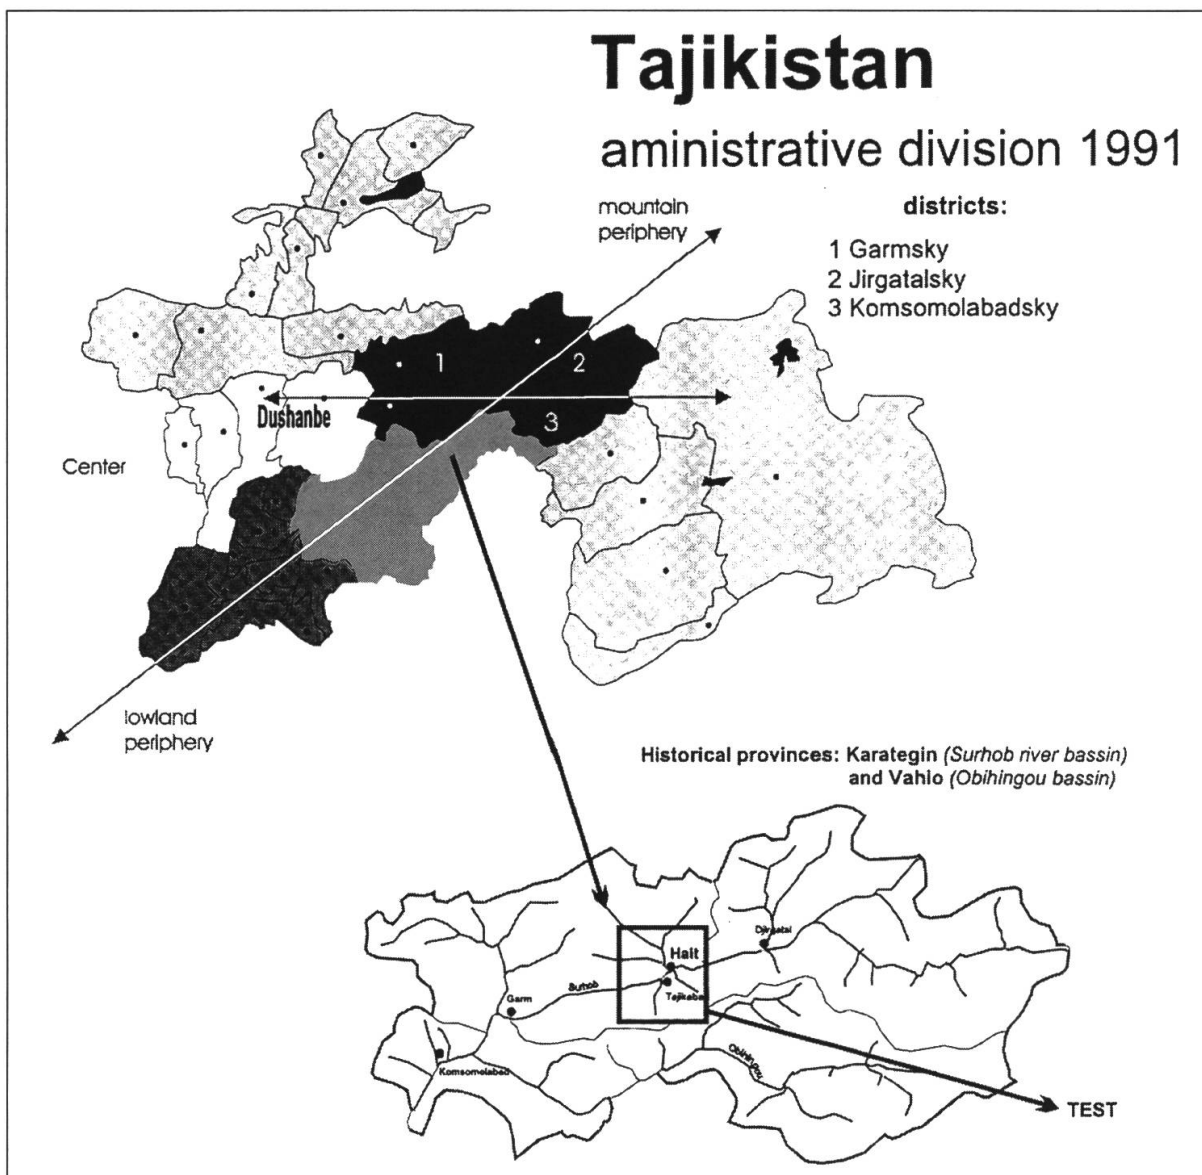 Tajikistan
aministrative division 1991
mountain
periphery
districts:
1 Garmsky
2 Jirgatalsky
3 Komsomolabadsky
1
2
3
Dushanbe
Center
lowland
periphery
Historical provinces: Karategin (Surhob river bassin)
and Vahio (Obihingou bassin)
Djirgatal
Hait
Surhob
Tajikabad
Garm
Obihingou
Komsomolabad
TEST